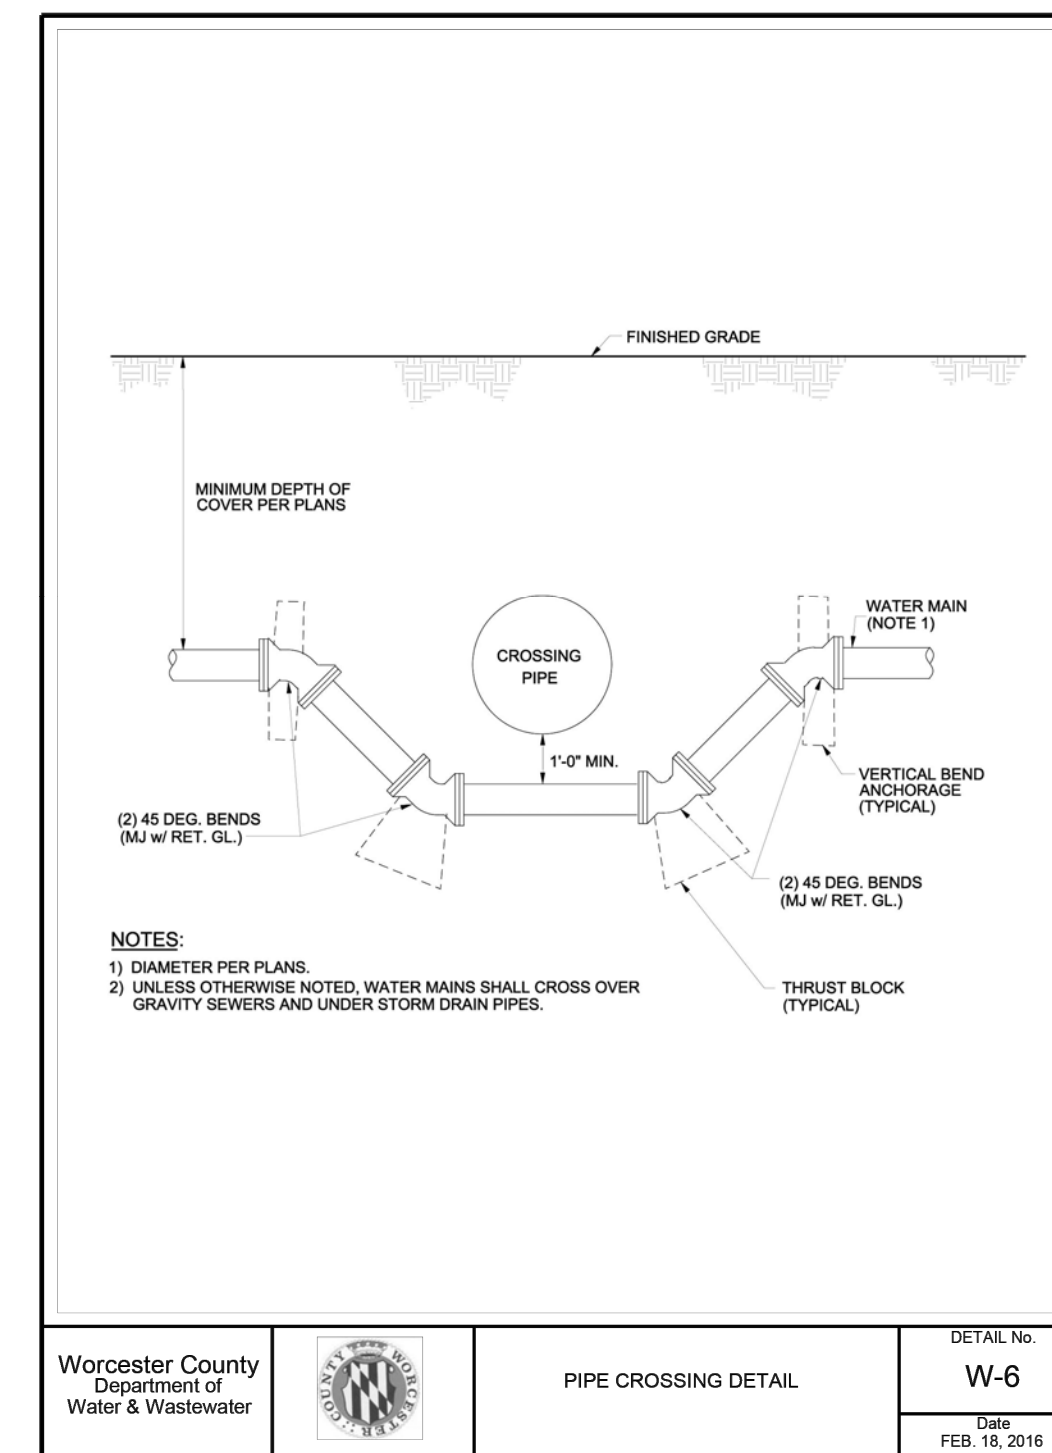 FINISHED GRADE
MINIMUM DEPTH OF
COVER PER PLANS
CROSSING
PIPE
WATER MAIN
(NOTE 1)
1'-0" MIN.
VERTICAL BEND
ANCHORAGE
(TYPICAL)
(2) 45 DEG. BENDS
(MJ w/ RET. GL.)
(2) 45 DEG. BENDS
(MJ w/ RET. GL.)
THRUST BLOCK
(TYPICAL)
NOTES:
1) DIAMETER PER PLANS.
2) UNLESS OTHERWISE NOTED, WATER MAINS SHALL CROSS OVER
GRAVITY SEWERS AND UNDER STORM DRAIN PIPES.
Worcester County
Department of
Water & Wastewater
COUNTY WORCESTER
PIPE CROSSING DETAIL
DETAIL No.
W-6
Date
FEB. 18, 2016